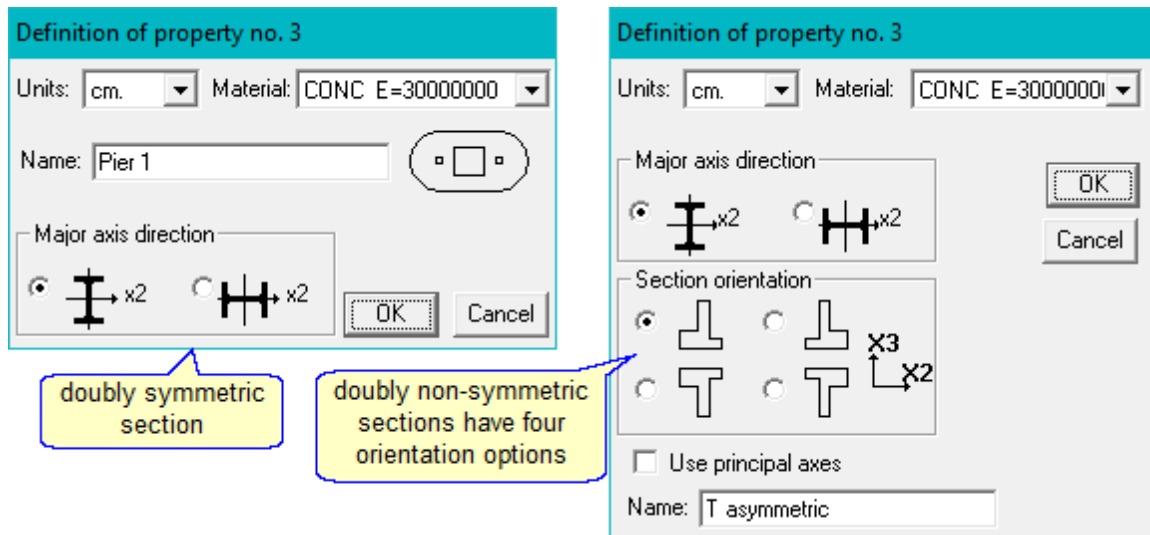 Definition of property no. 3
Units: cm. Material: CONC E=30000000
Name: Pier 1
Major axis direction
x2 x2
OK Cancel
doubly symmetric
section
Definition of property no. 3
Units: cm. Material: CONC E=3000000
Major axis direction
x2 x2
OK
Cancel
Section orientation
X3
X2
doubly non-symmetric
sections have four
orientation options
Use principal axes
Name: T asymmetric